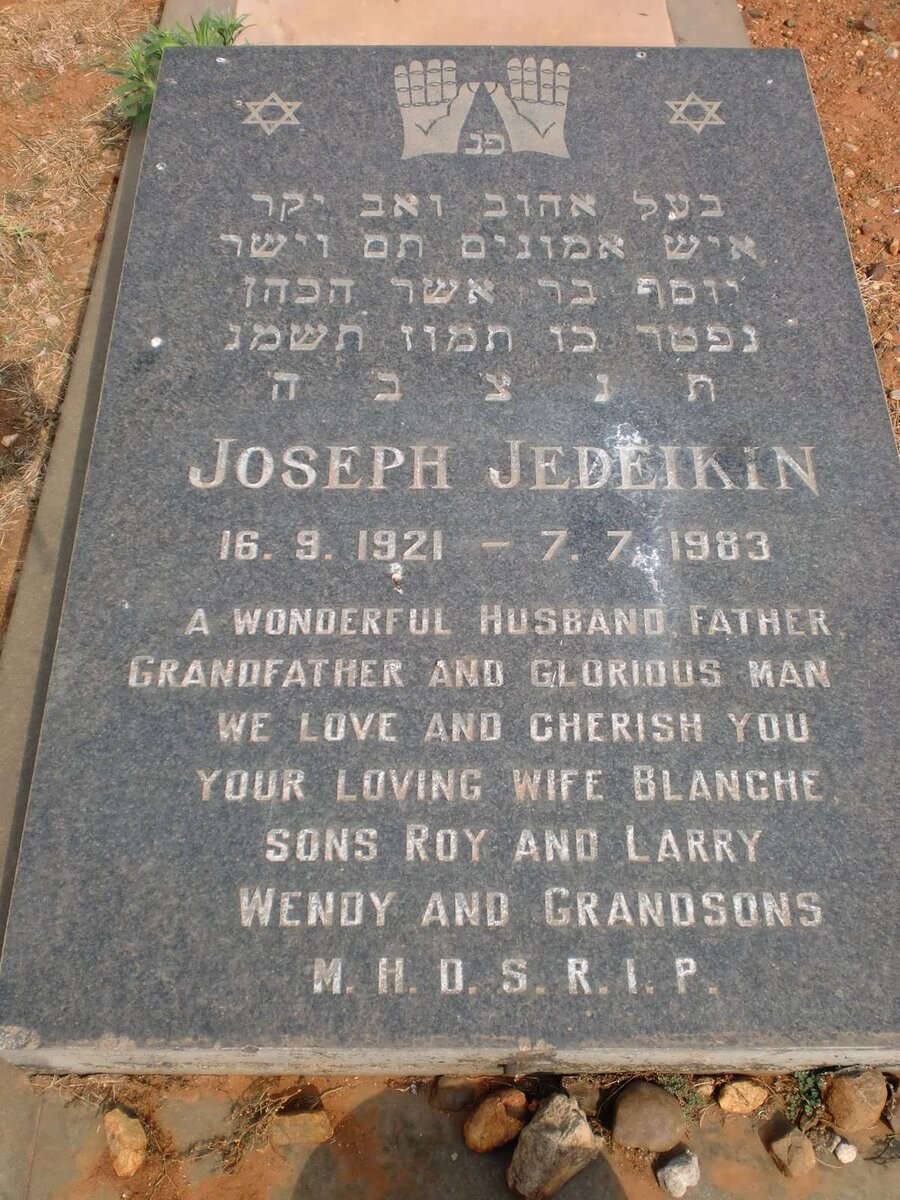 פנ
בעל אהוב ואב יקר
איש אמונים תם וישר
יוסף בר אשר הכהן
נפטר כו תמוז תשמג
ת נ צ ב ה
JOSEPH JEDEIKIN
16. 9. 1921 – 7. 7. 1983
A WONDERFUL HUSBAND, FATHER,
GRANDFATHER AND GLORIOUS MAN
WE LOVE AND CHERISH YOU
YOUR LOVING WIFE BLANCHE,
SONS ROY AND LARRY
WENDY AND GRANDSONS
M. H. D. S. R. I. P.